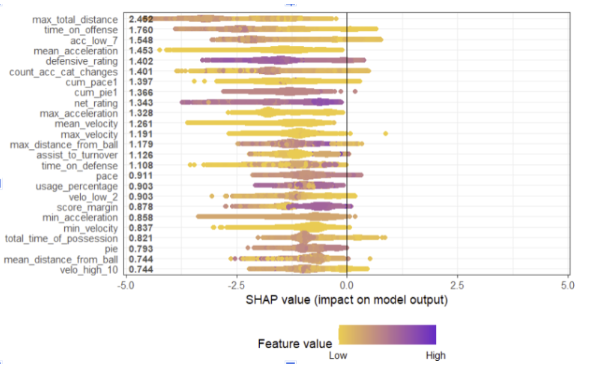 max_total_distance 2.452
time_on_offense 1.760
acc_low_7 1.548
mean_acceleration 1.453
defensive_rating 1.402
count_acc_cat_changes 1.401
cum_pace1 1.397
cum_pie1 1.366
net_rating 1.343
max_acceleration 1.328
mean_velocity 1.261
max_velocity 1.191
max_distance_from_ball 1.179
assist_to_turnover 1.126
time_on_defense 1.108
pace 0.911
usage_percentage 0.903
velo_low_2 0.903
score_margin 0.878
min_acceleration 0.858
min_velocity 0.837
total_time_of_possession 0.821
pie 0.793
mean_distance_from_ball 0.744
velo_high_10 0.744
-5.0 -2.5 0.0 2.5 5.0
SHAP value (impact on model output)
Feature value
Low High